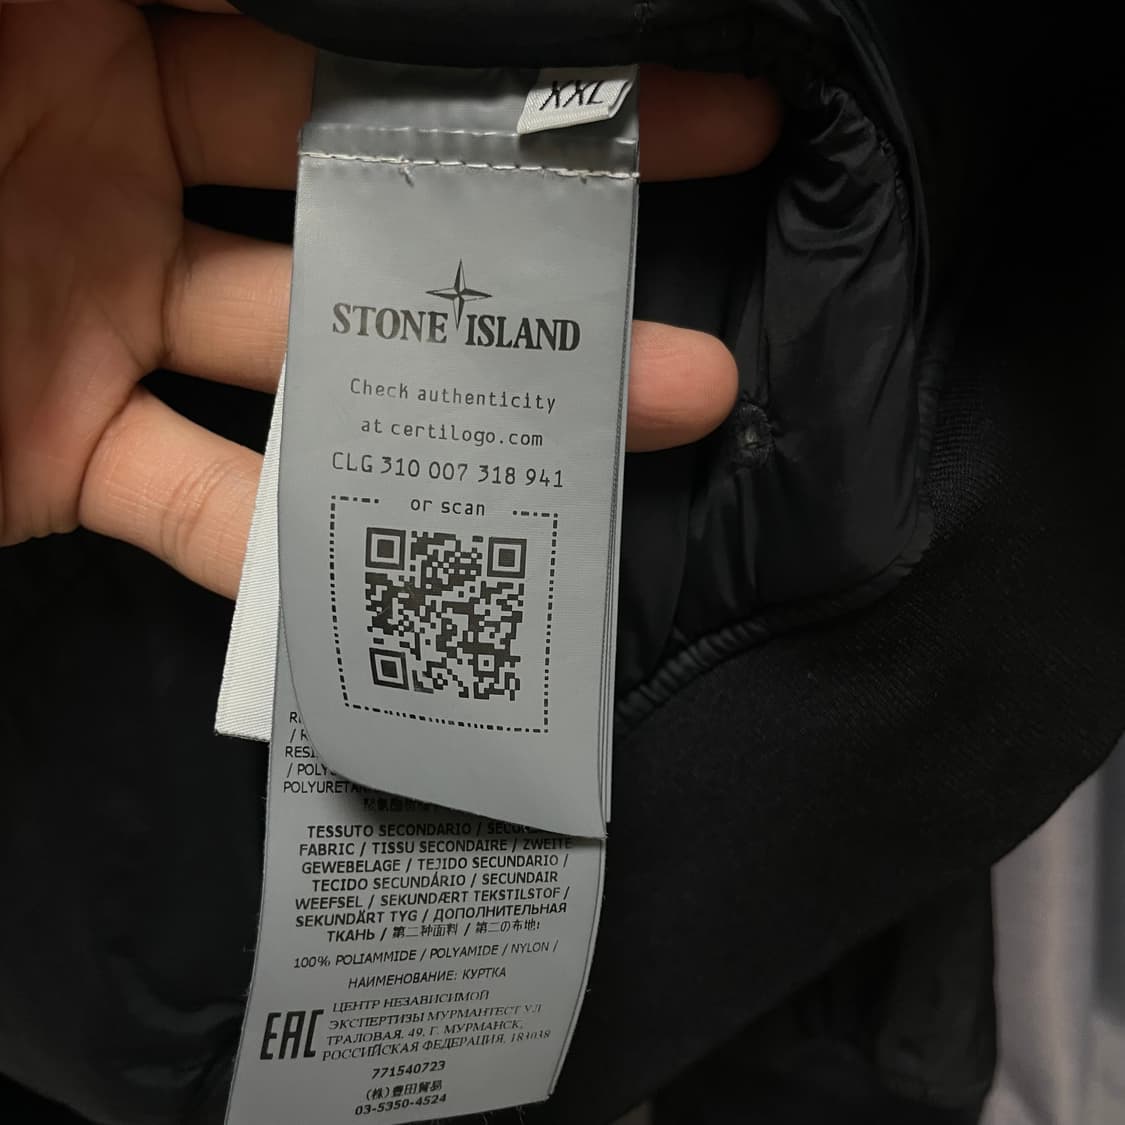 XXL
STONE ISLAND
Check authenticity
at certilogo.com
CLG 310 007 318 941
or scan
/ R
RESI
/ POLY
POLYURETA
TESSUTO SECONDARIO /
FABRIC / TISSU SECONDAIRE / ZWEITE
GEWEBELAGE / TEJIDO SECUNDARIO /
TECIDO SECUNDÁRIO / SECUNDAIR
WEEFSEL / SEKUNDÆRT TEKSTILSTOF /
SEKUNDÄRT TYG / ДОПОЛНИТЕЛЬНАЯ
ТКАНЬ / 第二种面料 / 第二の布地:
100% POLIAMMIDE / POLYAMIDE / NYLON /
НАИМЕНОВАНИЕ: КУРТКА
EAC
ЦЕНТР НЕЗАВИСИМОЙ
ЭКСПЕРТИЗЫ МУРМАНТЕСТ УЛ
ТРАЛОВАЯ, 49, Г. МУРМАНСК,
РОССИЙСКАЯ ФЕДЕРАЦИЯ, 183038
771540723
(株)豊田貿易
03-5350-4524